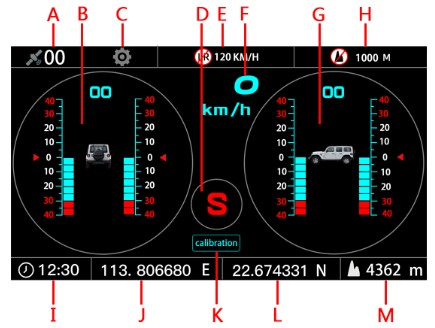 A B C D E F G H
00 HR 120 KM/H 1000 M
0
km/h
00 00
40 40 40 40
30 30 30 30
20 20 20 20
10 10 10 10
0 0 0 0
10 10 10 10
20 20 20 20
30 30 30 30
40 40 40 40
S
calibration
12:30 113. 806680 E 22.674331 N 4362 m
I J K L M